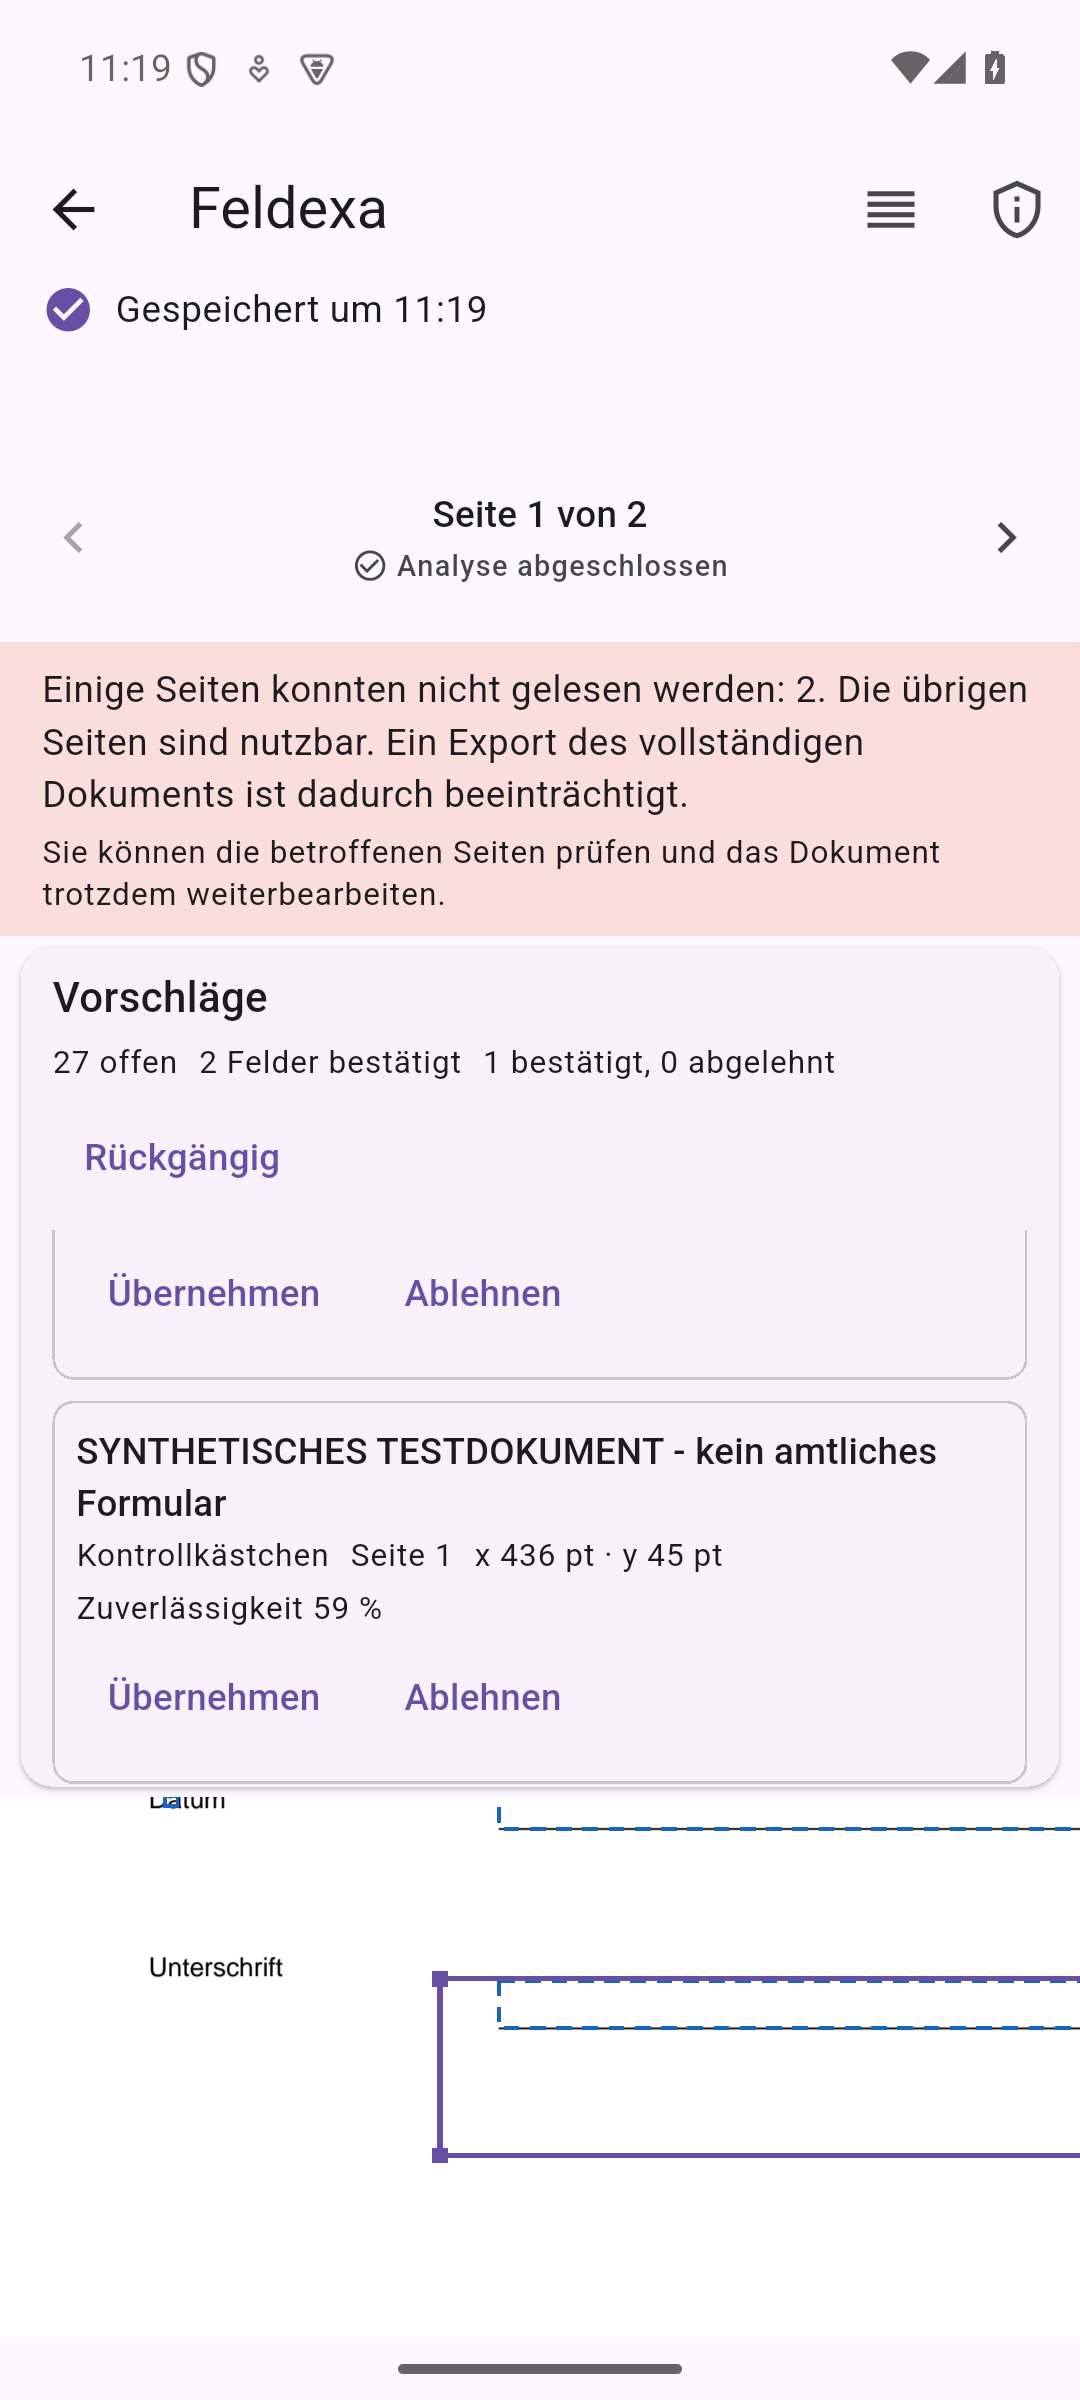 11:19
Feldexa
Gespeichert um 11:19
Seite 1 von 2
Analyse abgeschlossen
Einige Seiten konnten nicht gelesen werden: 2. Die übrigen
Seiten sind nutzbar. Ein Export des vollständigen
Dokuments ist dadurch beeinträchtigt.
Sie können die betroffenen Seiten prüfen und das Dokument
trotzdem weiterbearbeiten.
Vorschläge
27 offen 2 Felder bestätigt 1 bestätigt, 0 abgelehnt
Rückgängig
Übernehmen Ablehnen
SYNTHETISCHES TESTDOKUMENT - kein amtliches
Formular
Kontrollkästchen Seite 1 x 436 pt · y 45 pt
Zuverlässigkeit 59 %
Übernehmen Ablehnen
Datum
Unterschrift